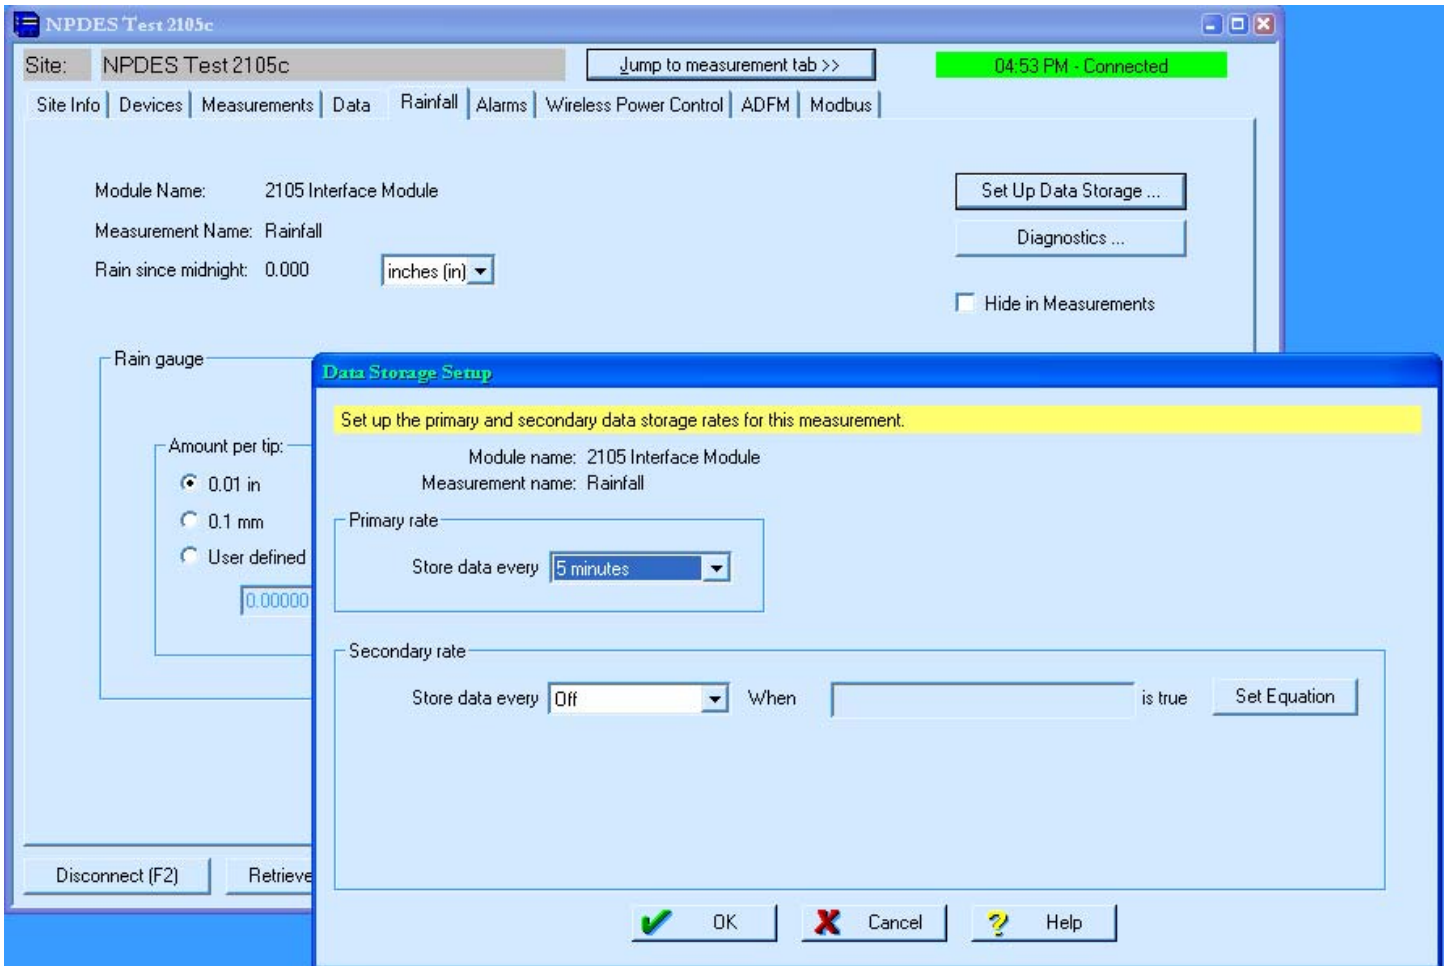 NPDES Test 2105c
Site: NPDES Test 2105c Jump to measurement tab >> 04:53 PM - Connected
Site Info Devices Measurements Data Rainfall Alarms Wireless Power Control ADFM Modbus
Module Name: 2105 Interface Module Set Up Data Storage ...
Measurement Name: Rainfall Diagnostics ...
Rain since midnight: 0.000 inches (in)
Hide in Measurements
Rain gauge
Amount per tip:
0.01 in
0.1 mm
User defined
0.00000
Disconnect (F2) Retrieve
Data Storage Setup
Set up the primary and secondary data storage rates for this measurement.
Module name: 2105 Interface Module
Measurement name: Rainfall
Primary rate
Store data every 5 minutes
Secondary rate
Store data every Off When is true Set Equation
OK Cancel Help